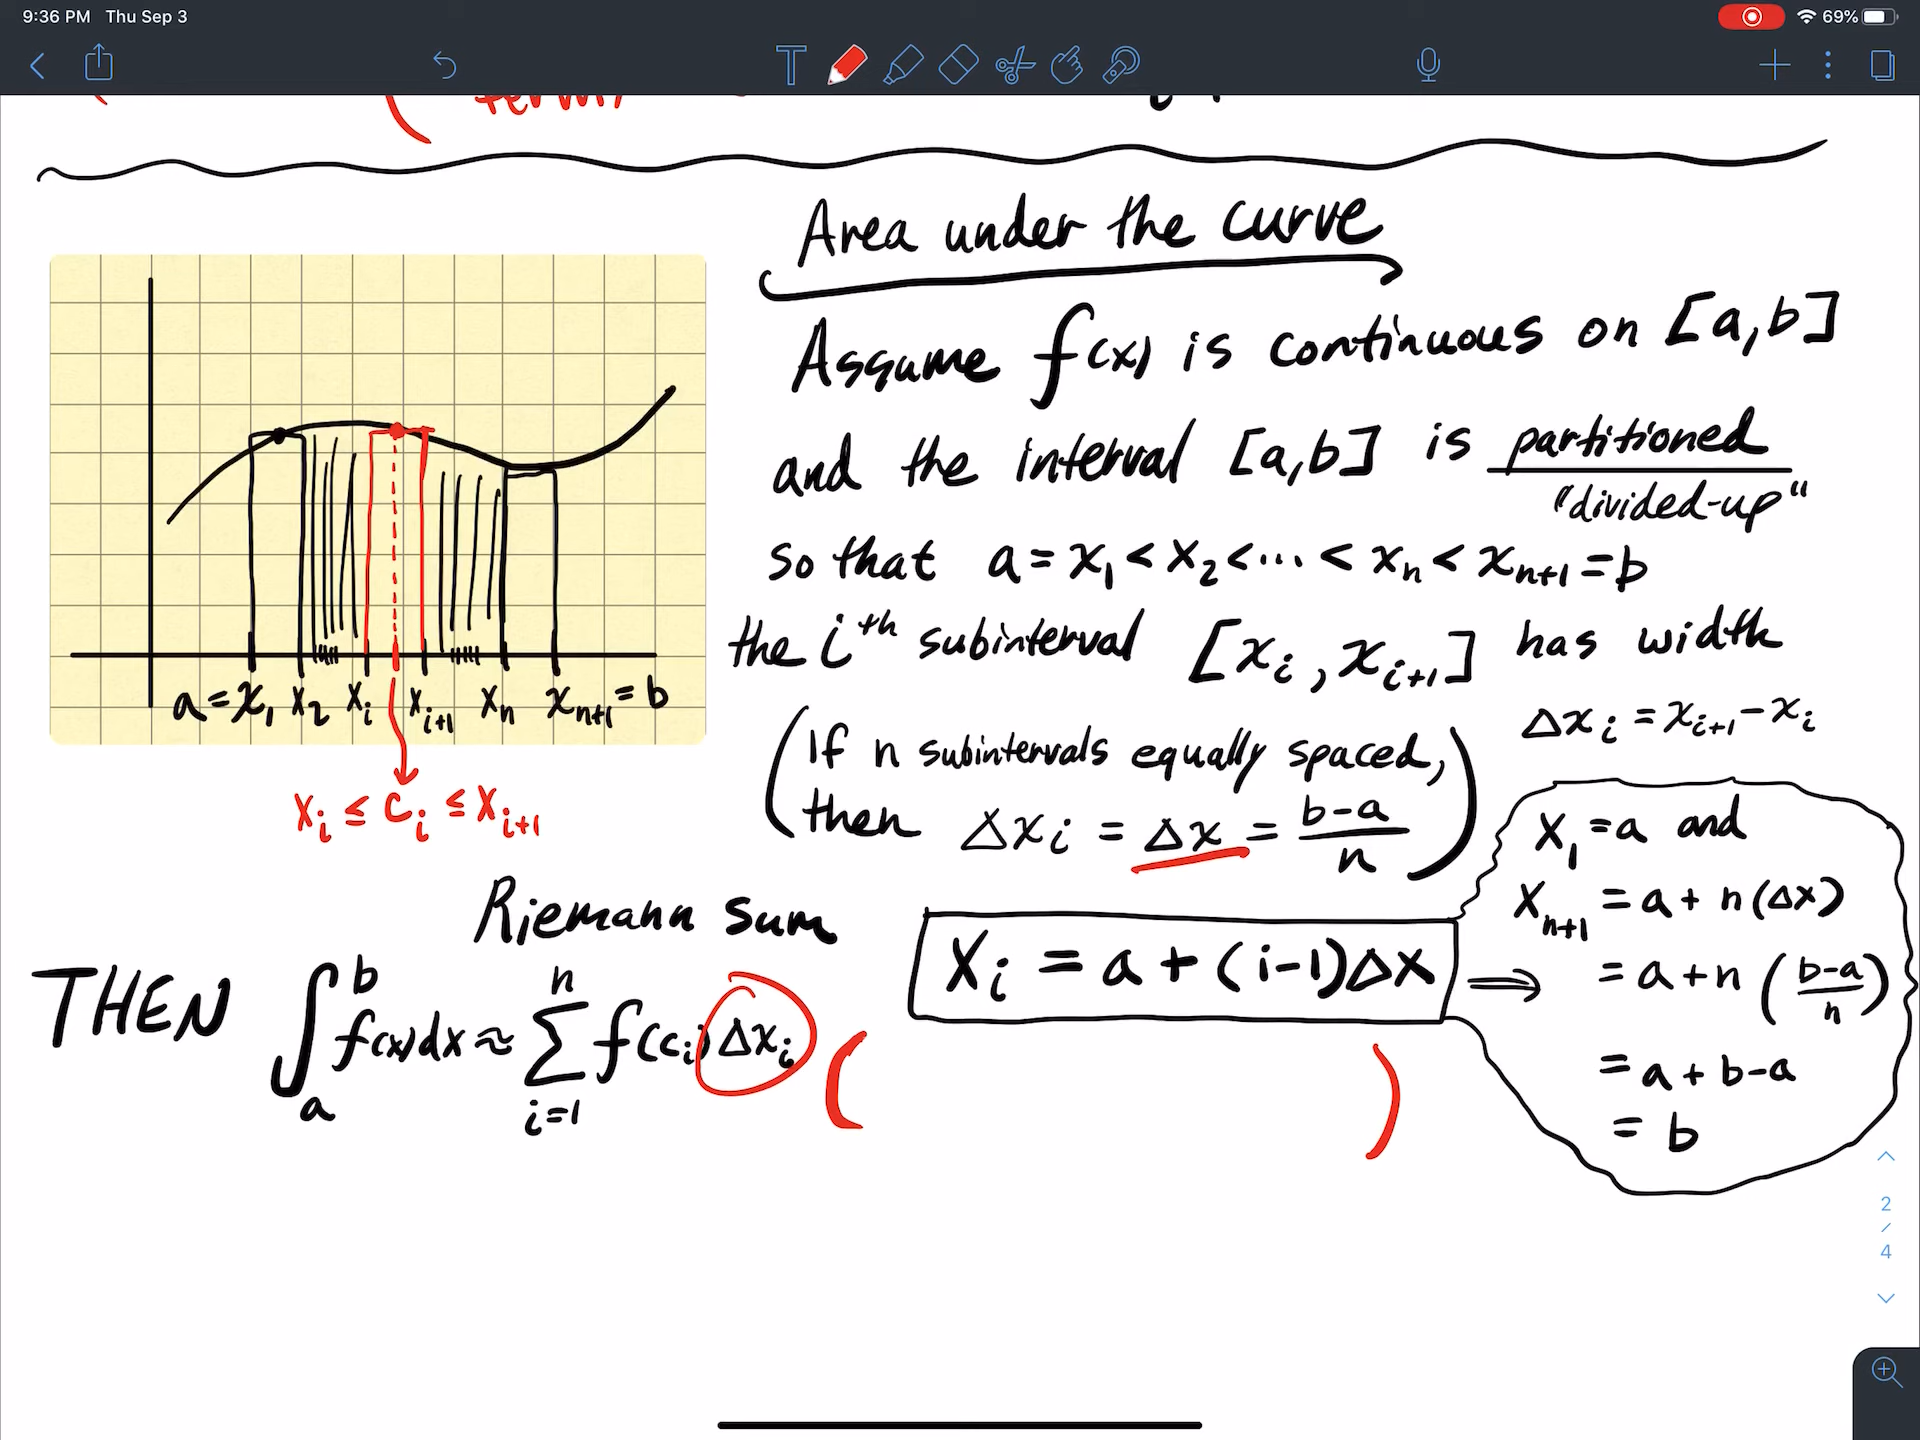 9:36 PM Thu Sep 3
69%
Area under the curve
Assume f(x) is continuous on [a,b]
and the interval [a,b] is partitioned
"divided-up"
so that a = x₁ < x₂ < ... < xₙ < xₙ₊₁ = b
the iᵗʰ subinterval [xᵢ, xᵢ₊₁] has width
Δxᵢ = xᵢ₊₁ - xᵢ
(If n subintervals equally spaced,
then Δxᵢ = Δx = (b-a)/n)
a = x₁ x₂ xᵢ xᵢ₊₁ xₙ xₙ₊₁ = b
xᵢ ≤ cᵢ ≤ xᵢ₊₁
Riemann sum
THEN ∫ₐᵇ f(x)dx ≈ ∑ᵢ₌₁ⁿ f(cᵢ) Δxᵢ ( )
xᵢ = a + (i-1)Δx ⇒
x₁ = a and
xₙ₊₁ = a + n(Δx)
= a + n((b-a)/n)
= a + b - a
= b
2
/
4